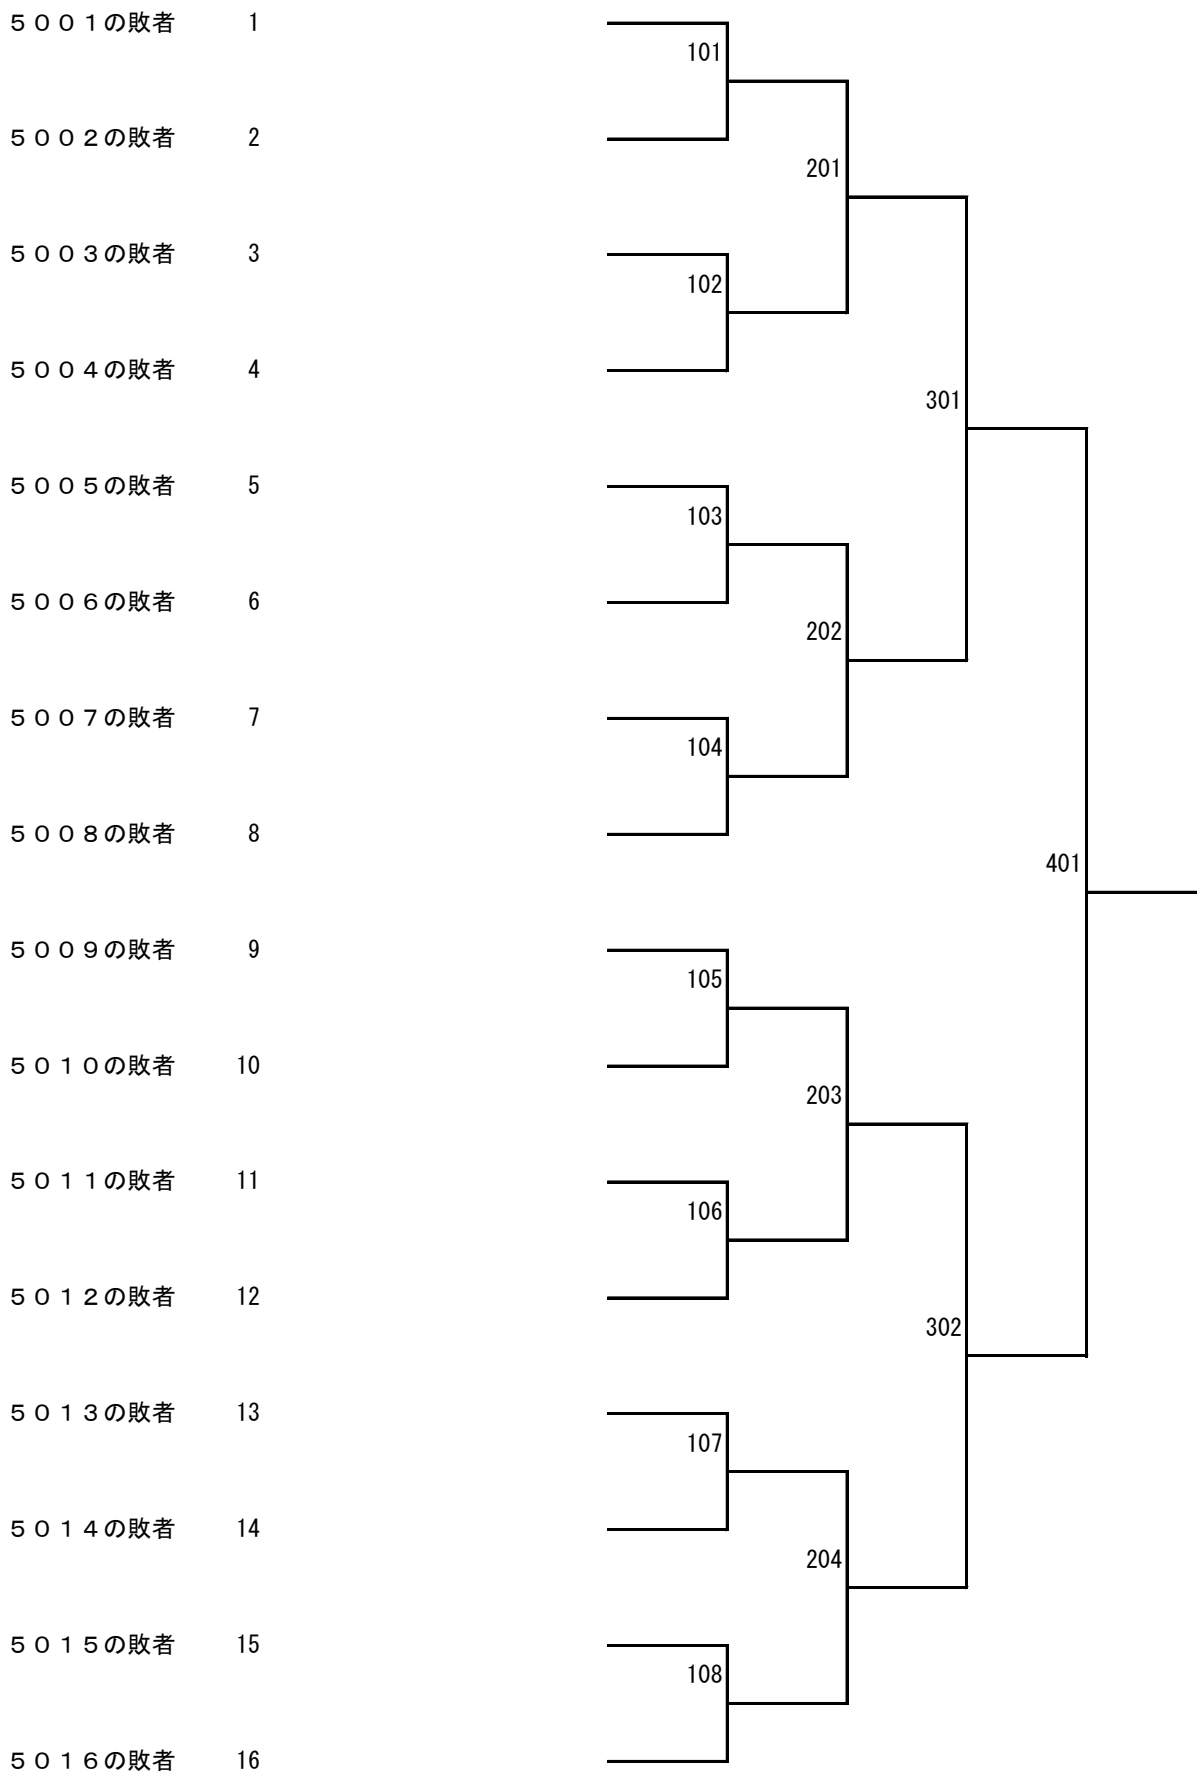 ５００１の敗者 1
101
５００２の敗者 2
201
５００３の敗者 3
102
５００４の敗者 4
301
５００５の敗者 5
103
５００６の敗者 6
202
５００７の敗者 7
104
５００８の敗者 8
401
５００９の敗者 9
105
５０１０の敗者 10
203
５０１１の敗者 11
106
５０１２の敗者 12
302
５０１３の敗者 13
107
５０１４の敗者 14
204
５０１５の敗者 15
108
５０１６の敗者 16